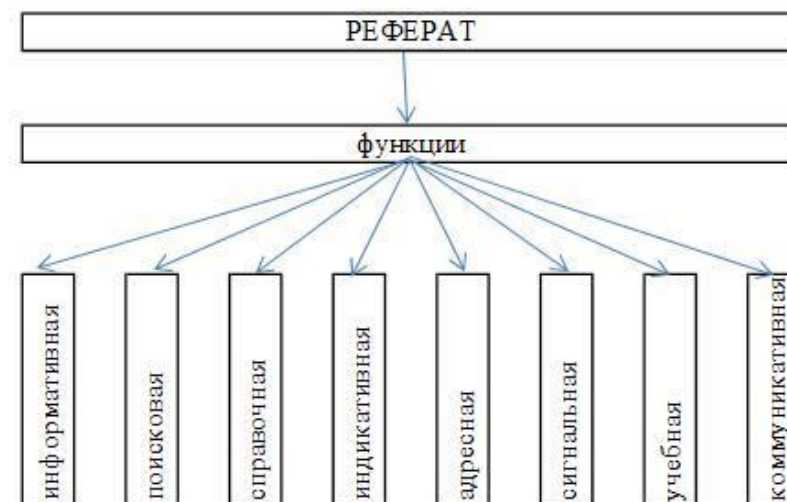 РЕФЕРАТ
функции
информативная
поисковая
справочная
индикативная
адресная
сигнальная
учебная
коммуникативная